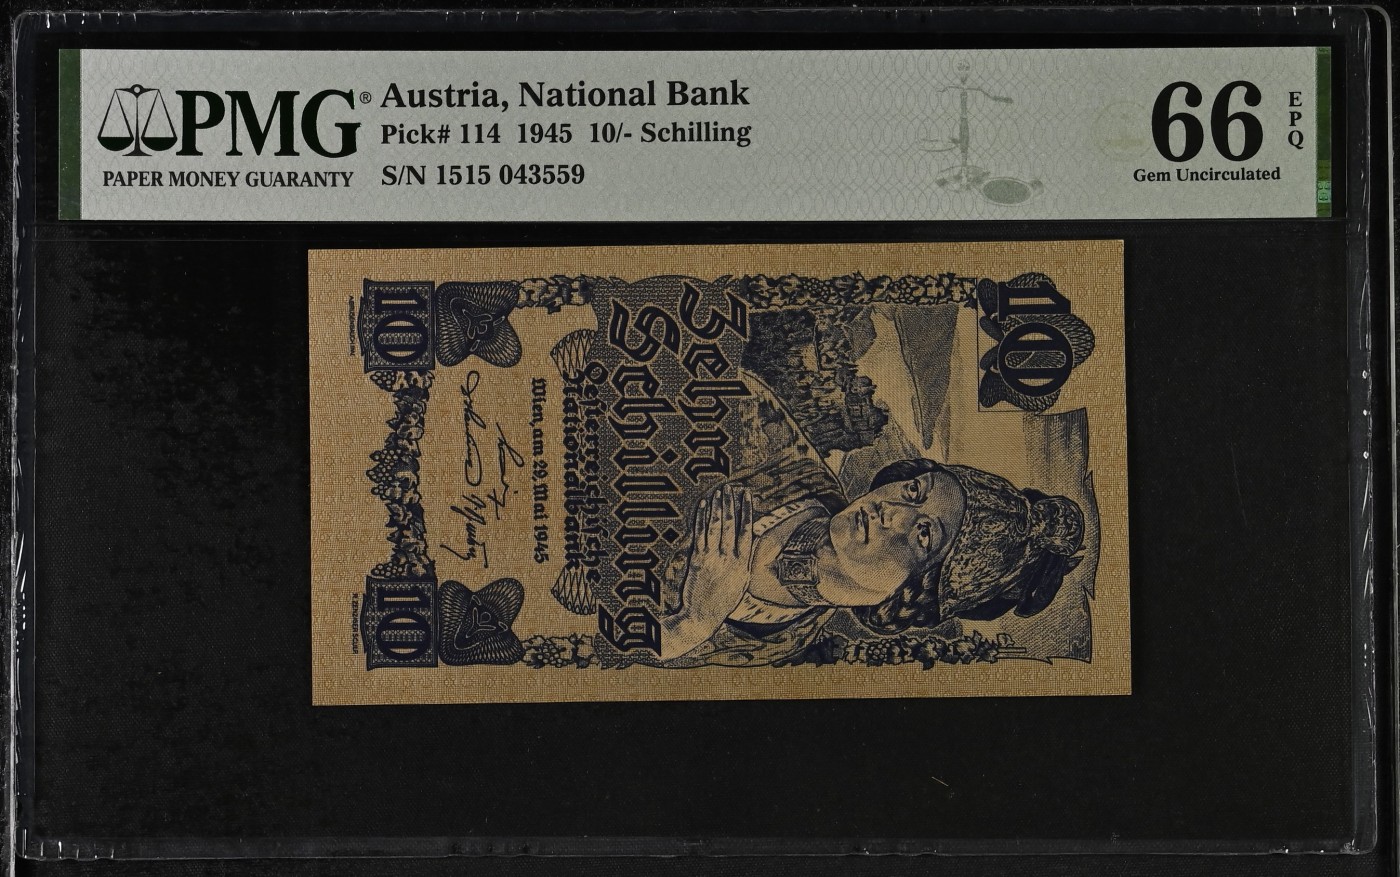 PMG®
PAPER MONEY GUARANTY
Austria, National Bank
Pick# 114 1945 10/- Schilling
S/N 1515 043559
66
EPQ
Gem Uncirculated
10
Zehn
Schilling
Oesterreichische
Nationalbank
Wien, am 29. Mai 1945
10
10